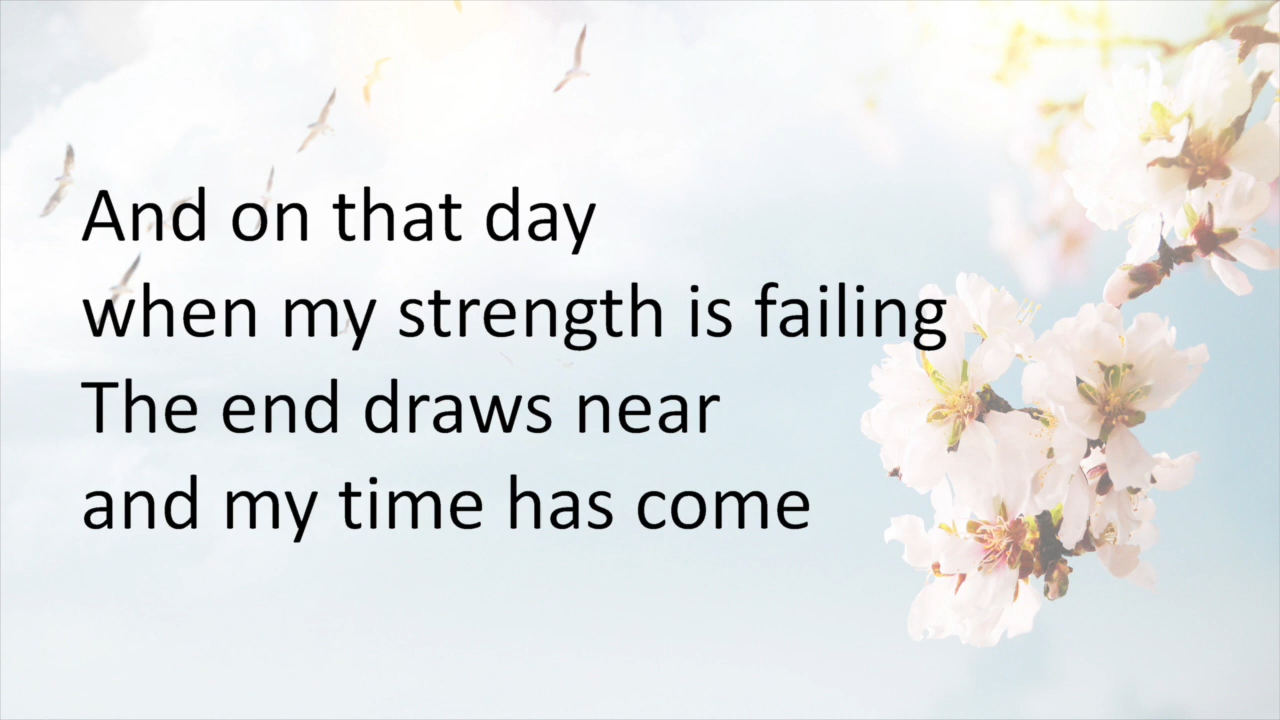 And on that day
when my strength is failing
The end draws near
and my time has come